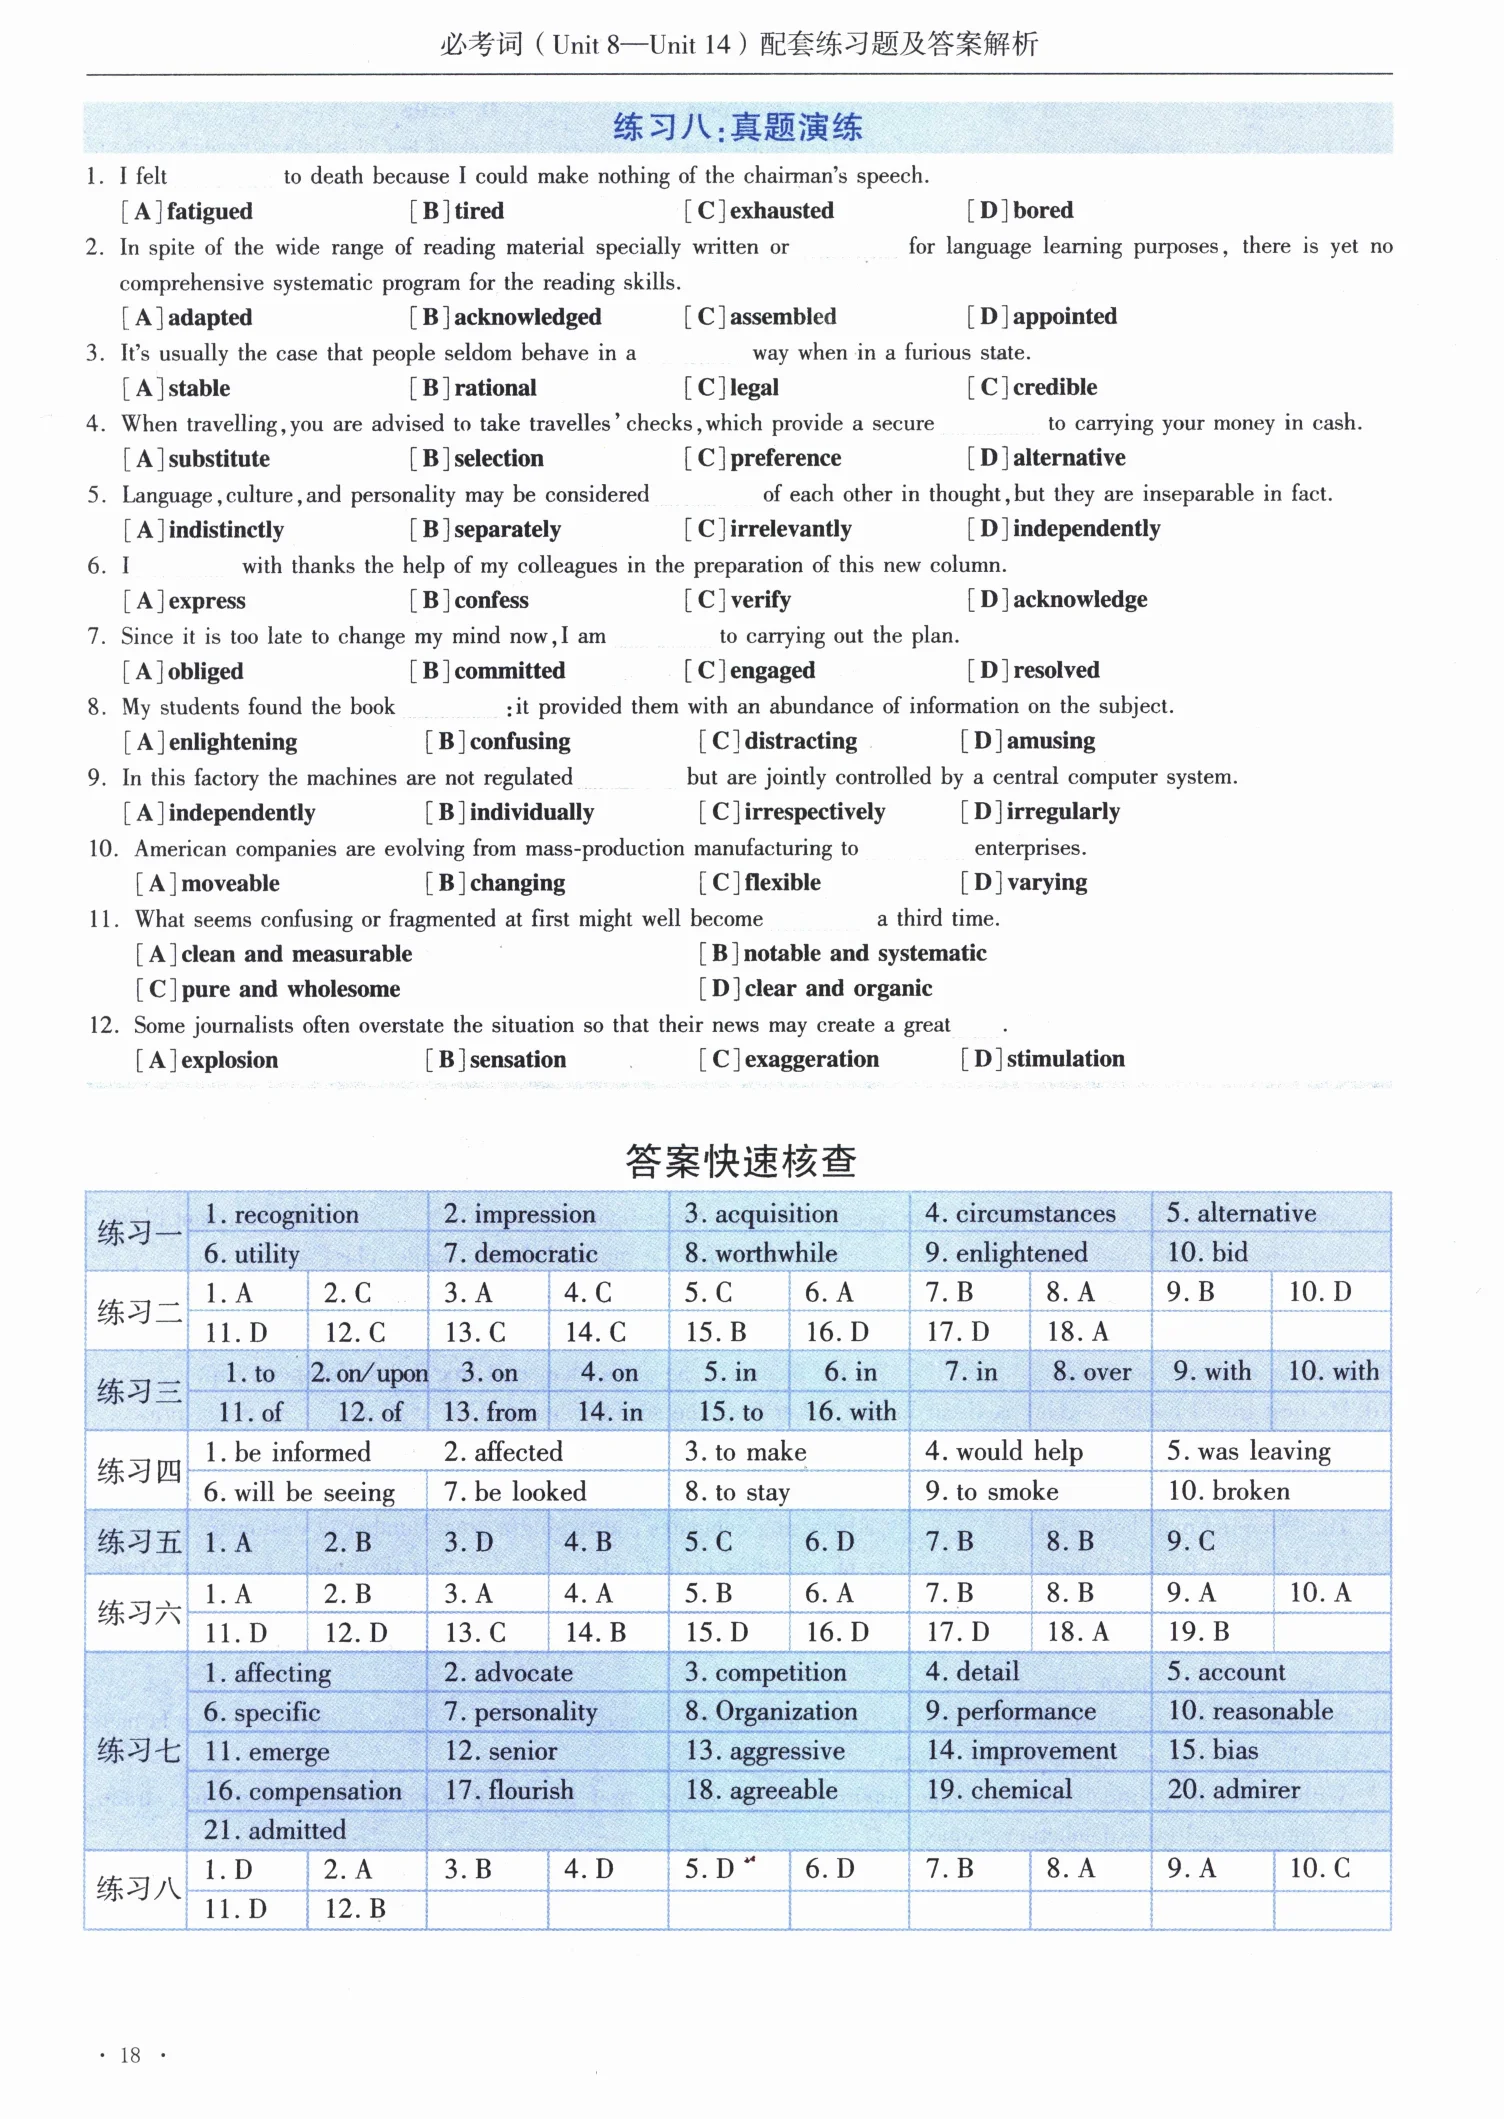 必考词（Unit 8—Unit 14）配套练习题及答案解析
练习八:真题演练
1. I felt to death because I could make nothing of the chairman's speech.
[A]fatigued [B]tired [C]exhausted [D]bored
2. In spite of the wide range of reading material specially written or for language learning purposes, there is yet no
comprehensive systematic program for the reading skills.
[A]adapted [B]acknowledged [C]assembled [D]appointed
3. It's usually the case that people seldom behave in a way when in a furious state.
[A]stable [B]rational [C]legal [C]credible
4. When travelling,you are advised to take travelles' checks,which provide a secure to carrying your money in cash.
[A]substitute [B]selection [C]preference [D]alternative
5. Language,culture,and personality may be considered of each other in thought,but they are inseparable in fact.
[A]indistinctly [B]separately [C]irrelevantly [D]independently
6. I with thanks the help of my colleagues in the preparation of this new column.
[A]express [B]confess [C]verify [D]acknowledge
7. Since it is too late to change my mind now,I am to carrying out the plan.
[A]obliged [B]committed [C]engaged [D]resolved
8. My students found the book :it provided them with an abundance of information on the subject.
[A]enlightening [B]confusing [C]distracting [D]amusing
9. In this factory the machines are not regulated but are jointly controlled by a central computer system.
[A]independently [B]individually [C]irrespectively [D]irregularly
10. American companies are evolving from mass-production manufacturing to enterprises.
[A]moveable [B]changing [C]flexible [D]varying
11. What seems confusing or fragmented at first might well become a third time.
[A]clean and measurable [B]notable and systematic
[C]pure and wholesome [D]clear and organic
12. Some journalists often overstate the situation so that their news may create a great .
[A]explosion [B]sensation [C]exaggeration [D]stimulation
答案快速核查
练习一
1. recognition 2. impression 3. acquisition 4. circumstances 5. alternative
6. utility 7. democratic 8. worthwhile 9. enlightened 10. bid
练习二
1. A 2. C 3. A 4. C 5. C 6. A 7. B 8. A 9. B 10. D
11. D 12. C 13. C 14. C 15. B 16. D 17. D 18. A
练习三
1. to 2. on/upon 3. on 4. on 5. in 6. in 7. in 8. over 9. with 10. with
11. of 12. of 13. from 14. in 15. to 16. with
练习四
1. be informed 2. affected 3. to make 4. would help 5. was leaving
6. will be seeing 7. be looked 8. to stay 9. to smoke 10. broken
练习五
1. A 2. B 3. D 4. B 5. C 6. D 7. B 8. B 9. C
练习六
1. A 2. B 3. A 4. A 5. B 6. A 7. B 8. B 9. A 10. A
11. D 12. D 13. C 14. B 15. D 16. D 17. D 18. A 19. B
练习七
1. affecting 2. advocate 3. competition 4. detail 5. account
6. specific 7. personality 8. Organization 9. performance 10. reasonable
11. emerge 12. senior 13. aggressive 14. improvement 15. bias
16. compensation 17. flourish 18. agreeable 19. chemical 20. admirer
21. admitted
练习八
1. D 2. A 3. B 4. D 5. D 6. D 7. B 8. A 9. A 10. C
11. D 12. B
· 18 ·